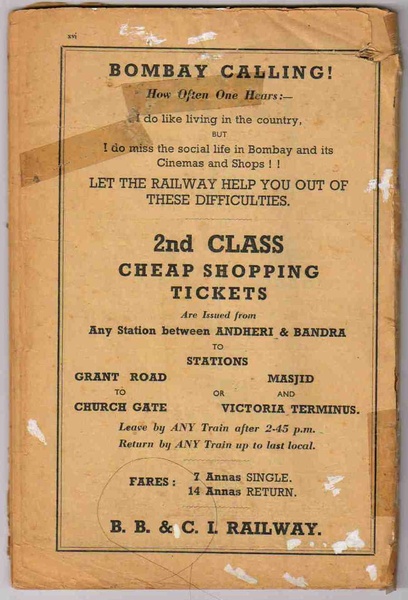 xvi
BOMBAY CALLING!
How Often One Hears:—
I do like living in the country,
BUT
I do miss the social life in Bombay and its
Cinemas and Shops ! !
LET THE RAILWAY HELP YOU OUT OF
THESE DIFFICULTIES.
2nd CLASS
CHEAP SHOPPING
TICKETS
Are Issued from
Any Station between ANDHERI & BANDRA
TO
STATIONS
GRANT ROAD MASJID
TO OR AND
CHURCH GATE VICTORIA TERMINUS.
Leave by ANY Train after 2-45 p.m.
Return by ANY Train up to last local.
FARES : 7 Annas SINGLE.
14 Annas RETURN.
B. B. & C. I. RAILWAY.